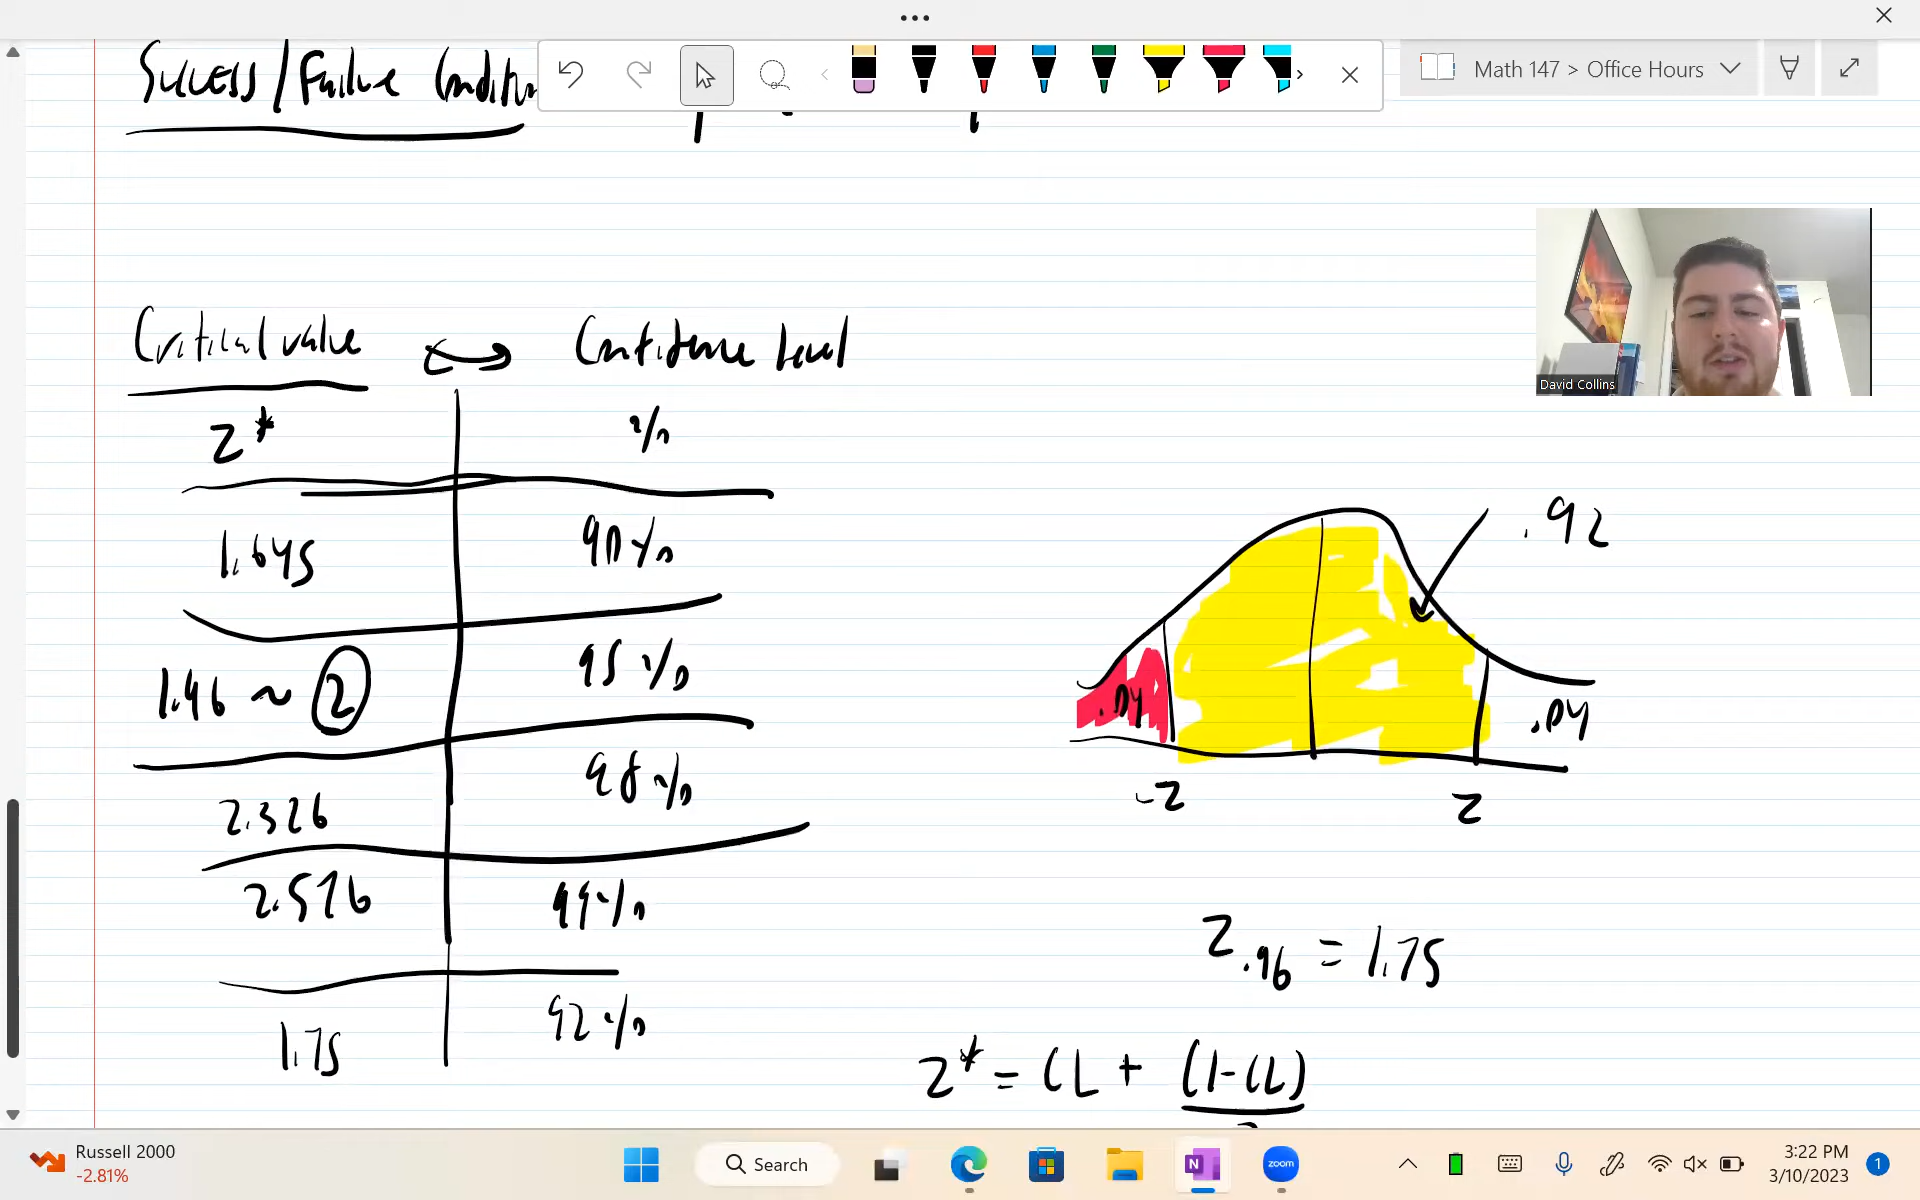 Success/Failure Condition
Math 147 > Office Hours
David Collins
Critical value ↔ Confidence level
z* %
1.645 90%
1.96 ~ 2 95%
2.326 98%
2.576 99%
1.75 92%
.92
.04 .04
-z z
z.96 = 1.75
z* = CL + (1-CL)
Russell 2000
-2.81%
Search
zoom
3:22 PM
3/10/2023
1